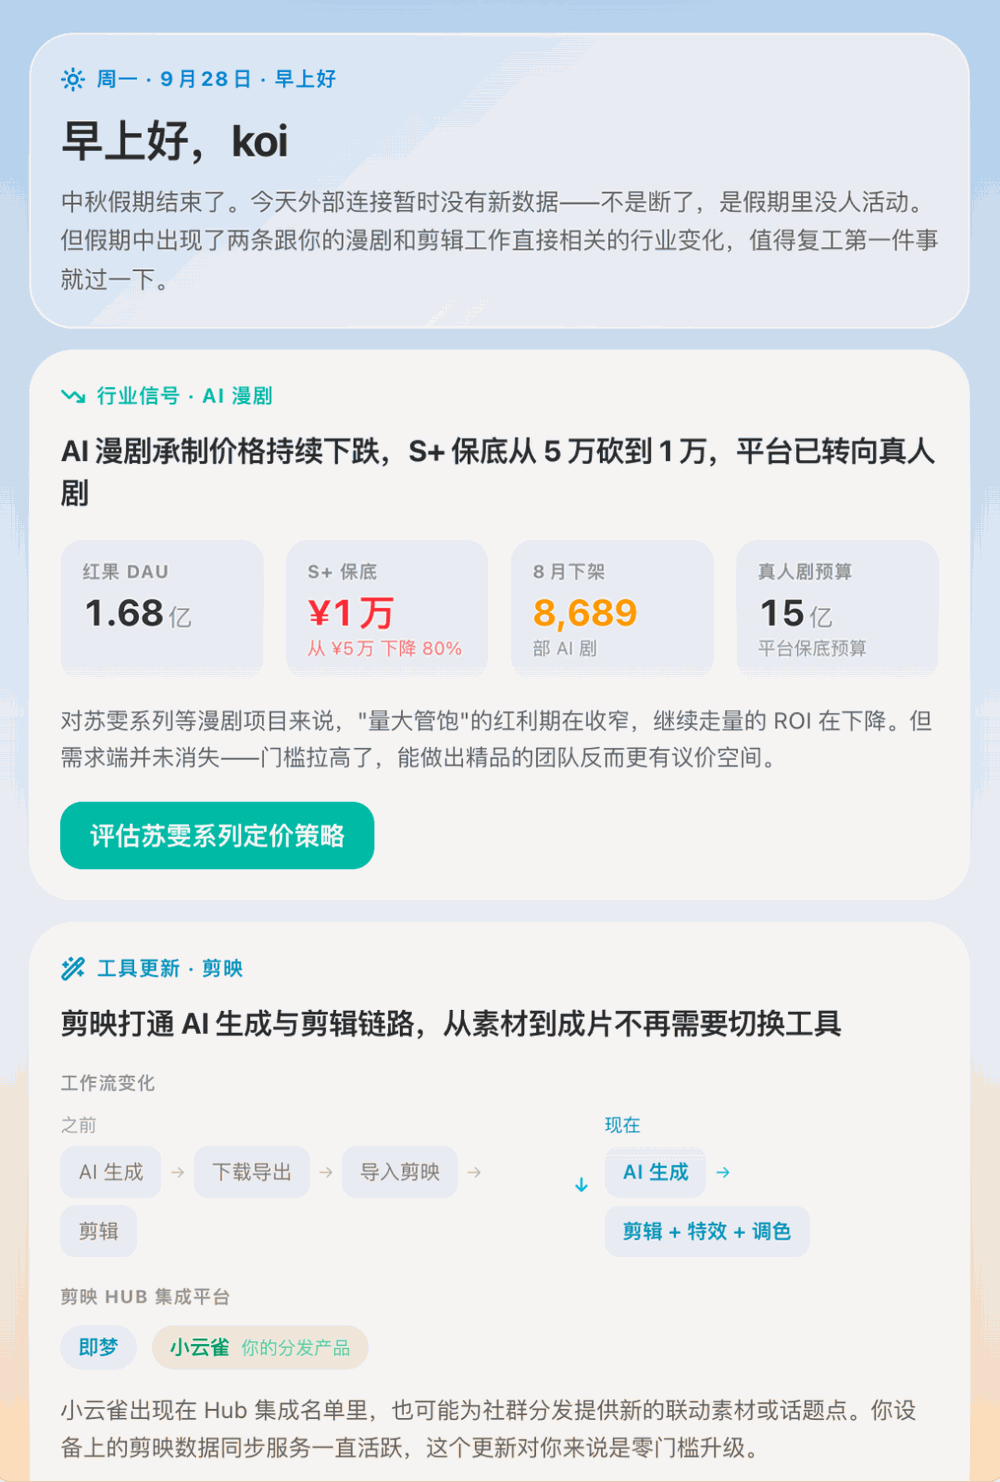 周一 · 9月28日 · 早上好
早上好，koi
中秋假期结束了。今天外部连接暂时没有新数据——不是断了，是假期里没人活动。
但假期中出现了两条跟你的漫剧和剪辑工作直接相关的行业变化，值得复工第一件事
就过一下。
行业信号 · AI 漫剧
AI 漫剧承制价格持续下跌，S+ 保底从 5 万砍到 1 万，平台已转向真人
剧
红果 DAU
1.68 亿
S+ 保底
¥1万
从 ¥5万 下降 80%
8月下架
8,689
部 AI 剧
真人剧预算
15 亿
平台保底预算
对苏雯系列等漫剧项目来说，"量大管饱"的红利期在收窄，继续走量的 ROI 在下降。但
需求端并未消失——门槛拉高了，能做出精品的团队反而更有议价空间。
评估苏雯系列定价策略
工具更新 · 剪映
剪映打通 AI 生成与剪辑链路，从素材到成片不再需要切换工具
工作流变化
之前
AI 生成 → 下载导出 → 导入剪映 →
剪辑
↓
现在
AI 生成 →
剪辑 + 特效 + 调色
剪映 HUB 集成平台
即梦
小云雀 你的分发产品
小云雀出现在 Hub 集成名单里，也可能为社群分发提供新的联动素材或话题点。你设
备上的剪映数据同步服务一直活跃，这个更新对你来说是零门槛升级。